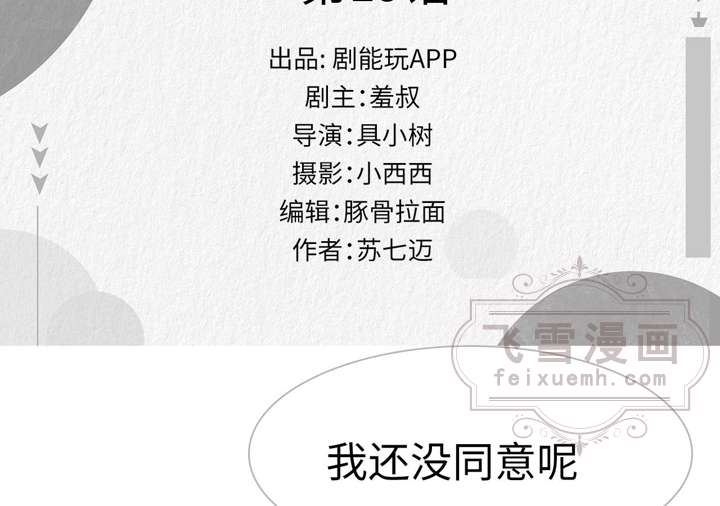 出品: 剧能玩APP
剧主：羞叔
导演：具小树
摄影：小西西
编辑：豚骨拉面
作者：苏七迈
飞雪漫画
feixuemh.com
我还没同意呢